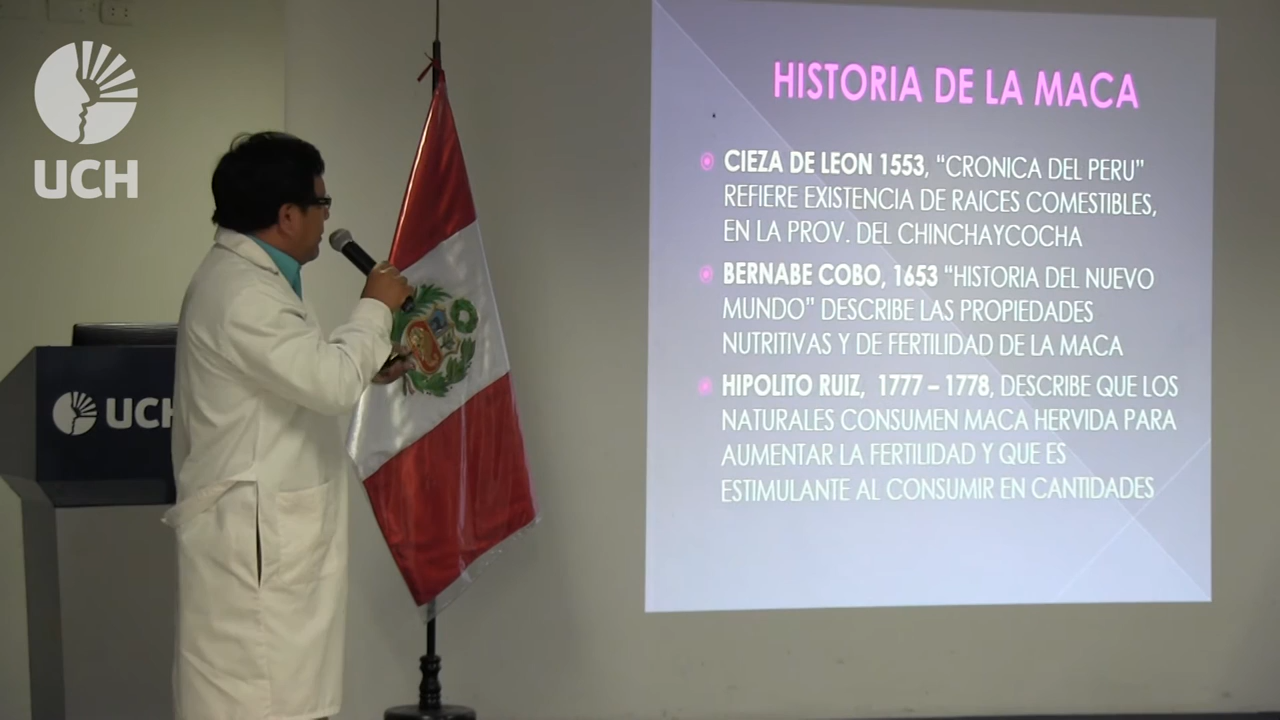 UCH
UCH
HISTORIA DE LA MACA
CIEZA DE LEON 1553, “CRONICA DEL PERU”
REFIERE EXISTENCIA DE RAICES COMESTIBLES,
EN LA PROV. DEL CHINCHAYCOCHA
BERNABE COBO, 1653 “HISTORIA DEL NUEVO
MUNDO” DESCRIBE LAS PROPIEDADES
NUTRITIVAS Y DE FERTILIDAD DE LA MACA
HIPOLITO RUIZ, 1777 – 1778, DESCRIBE QUE LOS
NATURALES CONSUMEN MACA HERVIDA PARA
AUMENTAR LA FERTILIDAD Y QUE ES
ESTIMULANTE AL CONSUMIR EN CANTIDADES